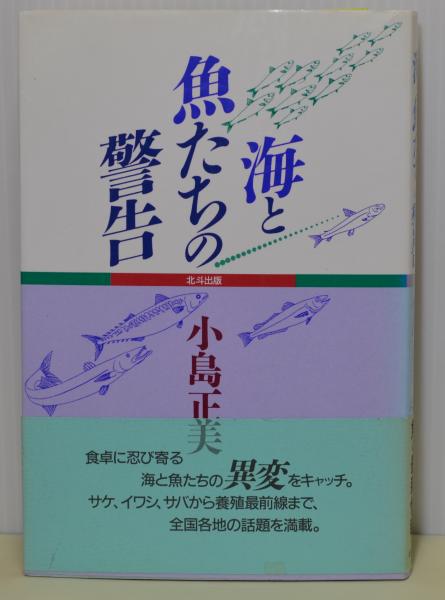 海と
魚たちの
警告
北斗出版
小島正美
食卓に忍び寄る
海と魚たちの異変をキャッチ。
サケ、イワシ、サバから養殖最前線まで、
全国各地の話題を満載。